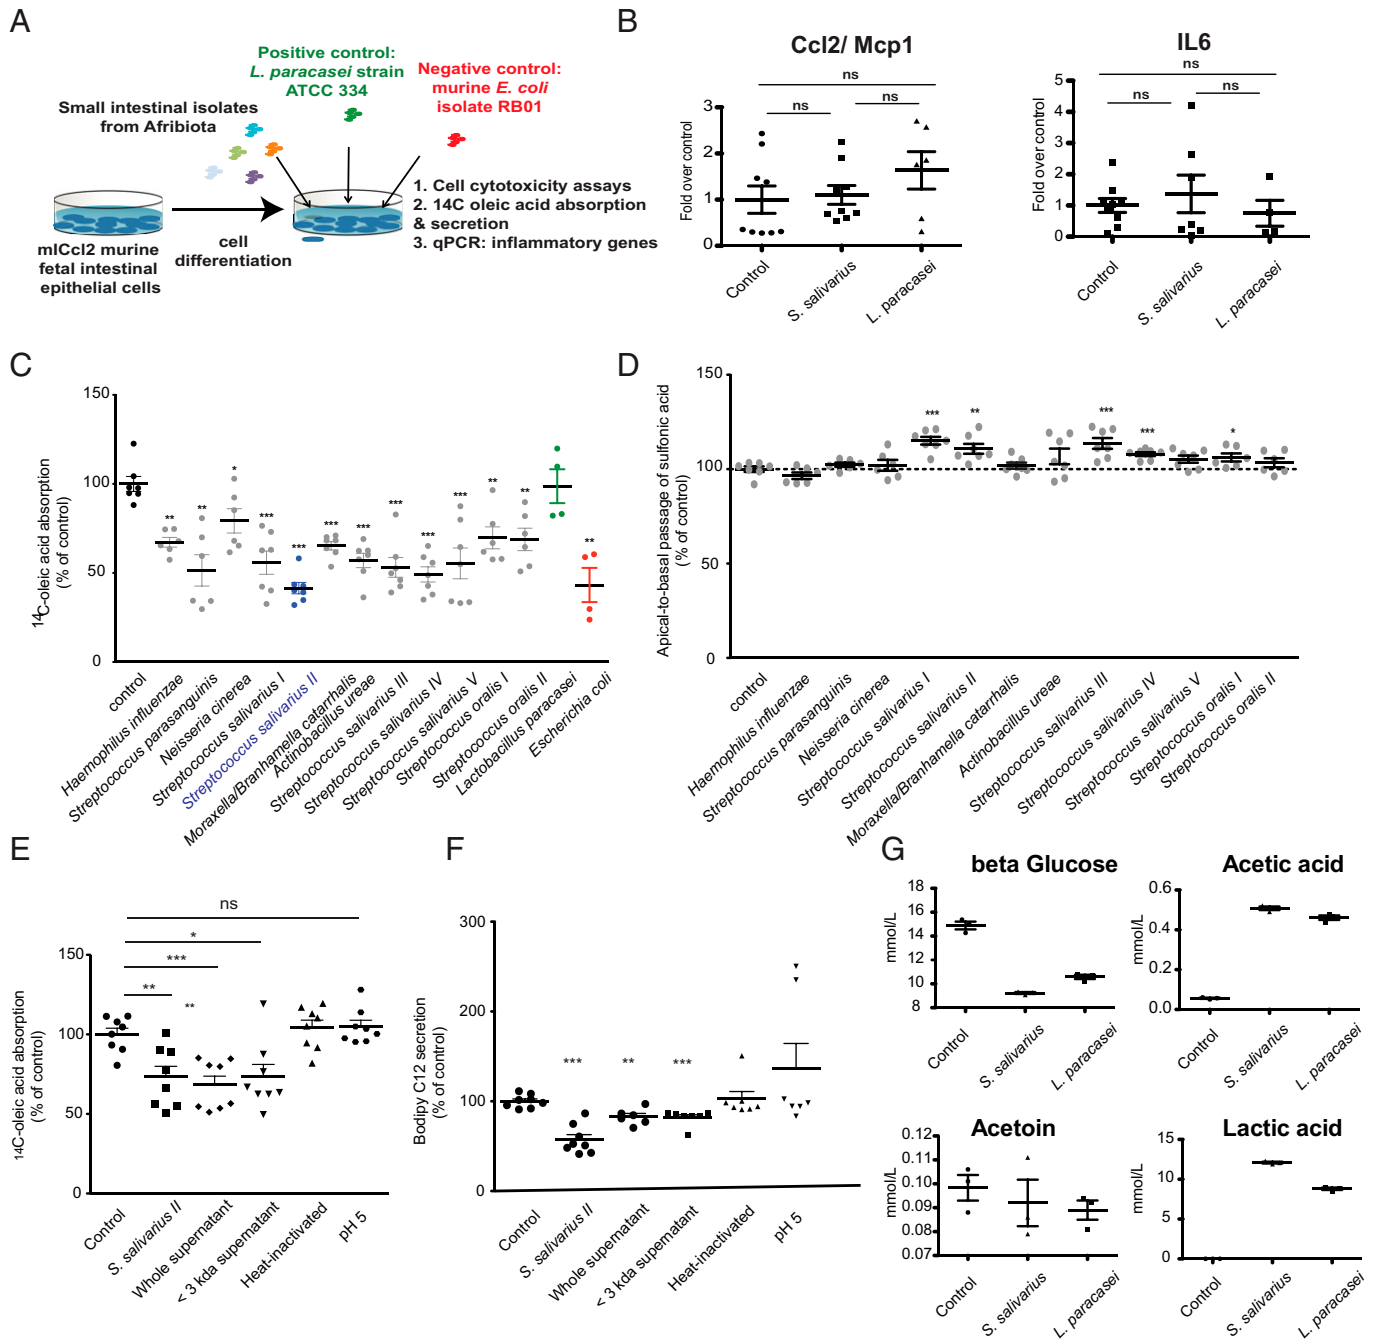 A
Positive control:
L. paracasei strain
ATCC 334
Negative control:
murine E. coli
isolate RB01
Small intestinal isolates
from Afribiota
1. Cell cytotoxicity assays
2. 14C oleic acid absorption
& secretion
3. qPCR: inflammatory genes
cell
differentiation
mICcl2 murine
fetal intestinal
epithelial cells
B
Ccl2/ Mcp1
ns
ns
ns
Fold over control
3
2
1
0
Control
S. salivarius
L. paracasei
IL6
ns
ns
ns
Fold over control
5
4
3
2
1
0
Control
S. salivarius
L. paracasei
C
14C-oleic acid absorption
(% of control)
150
100
50
0
**
**
*
***
***
***
***
***
***
***
**
**
**
control
Haemophilus influenzae
Streptococcus parasanguinis
Neisseria cinerea
Streptococcus salivarius I
Streptococcus salivarius II
Moraxella/Branhamella catarrhalis
Actinobacillus ureae
Streptococcus salivarius III
Streptococcus salivarius IV
Streptococcus salivarius V
Streptococcus oralis I
Streptococcus oralis II
Lactobacillus paracasei
Escherichia coli
D
Apical-to-basal passage of sulfonic acid
(% of control)
150
100
50
0
***
**
***
***
*
control
Haemophilus influenzae
Streptococcus parasanguinis
Neisseria cinerea
Streptococcus salivarius I
Streptococcus salivarius II
Moraxella/Branhamella catarrhalis
Actinobacillus ureae
Streptococcus salivarius III
Streptococcus salivarius IV
Streptococcus salivarius V
Streptococcus oralis I
Streptococcus oralis II
E
14C-oleic acid absorption
(% of control)
150
100
50
0
ns
*
***
**
**
Control
S. salivarius II
Whole supernatant
< 3 kda supernatant
Heat-inactivated
pH 5
F
Bodipy C12 secretion
(% of control)
300
200
100
0
***
**
***
Control
S. salivarius II
Whole supernatant
< 3 kda supernatant
Heat-inactivated
pH 5
G
beta Glucose
mmol/L
18
16
14
12
10
8
Control
S. salivarius
L. paracasei
Acetic acid
mmol/L
0.6
0.4
0.2
0.0
Control
S. salivarius
L. paracasei
Acetoin
mmol/L
0.12
0.11
0.10
0.09
0.08
0.07
Control
S. salivarius
L. paracasei
Lactic acid
mmol/L
15
10
5
0
Control
S. salivarius
L. paracasei